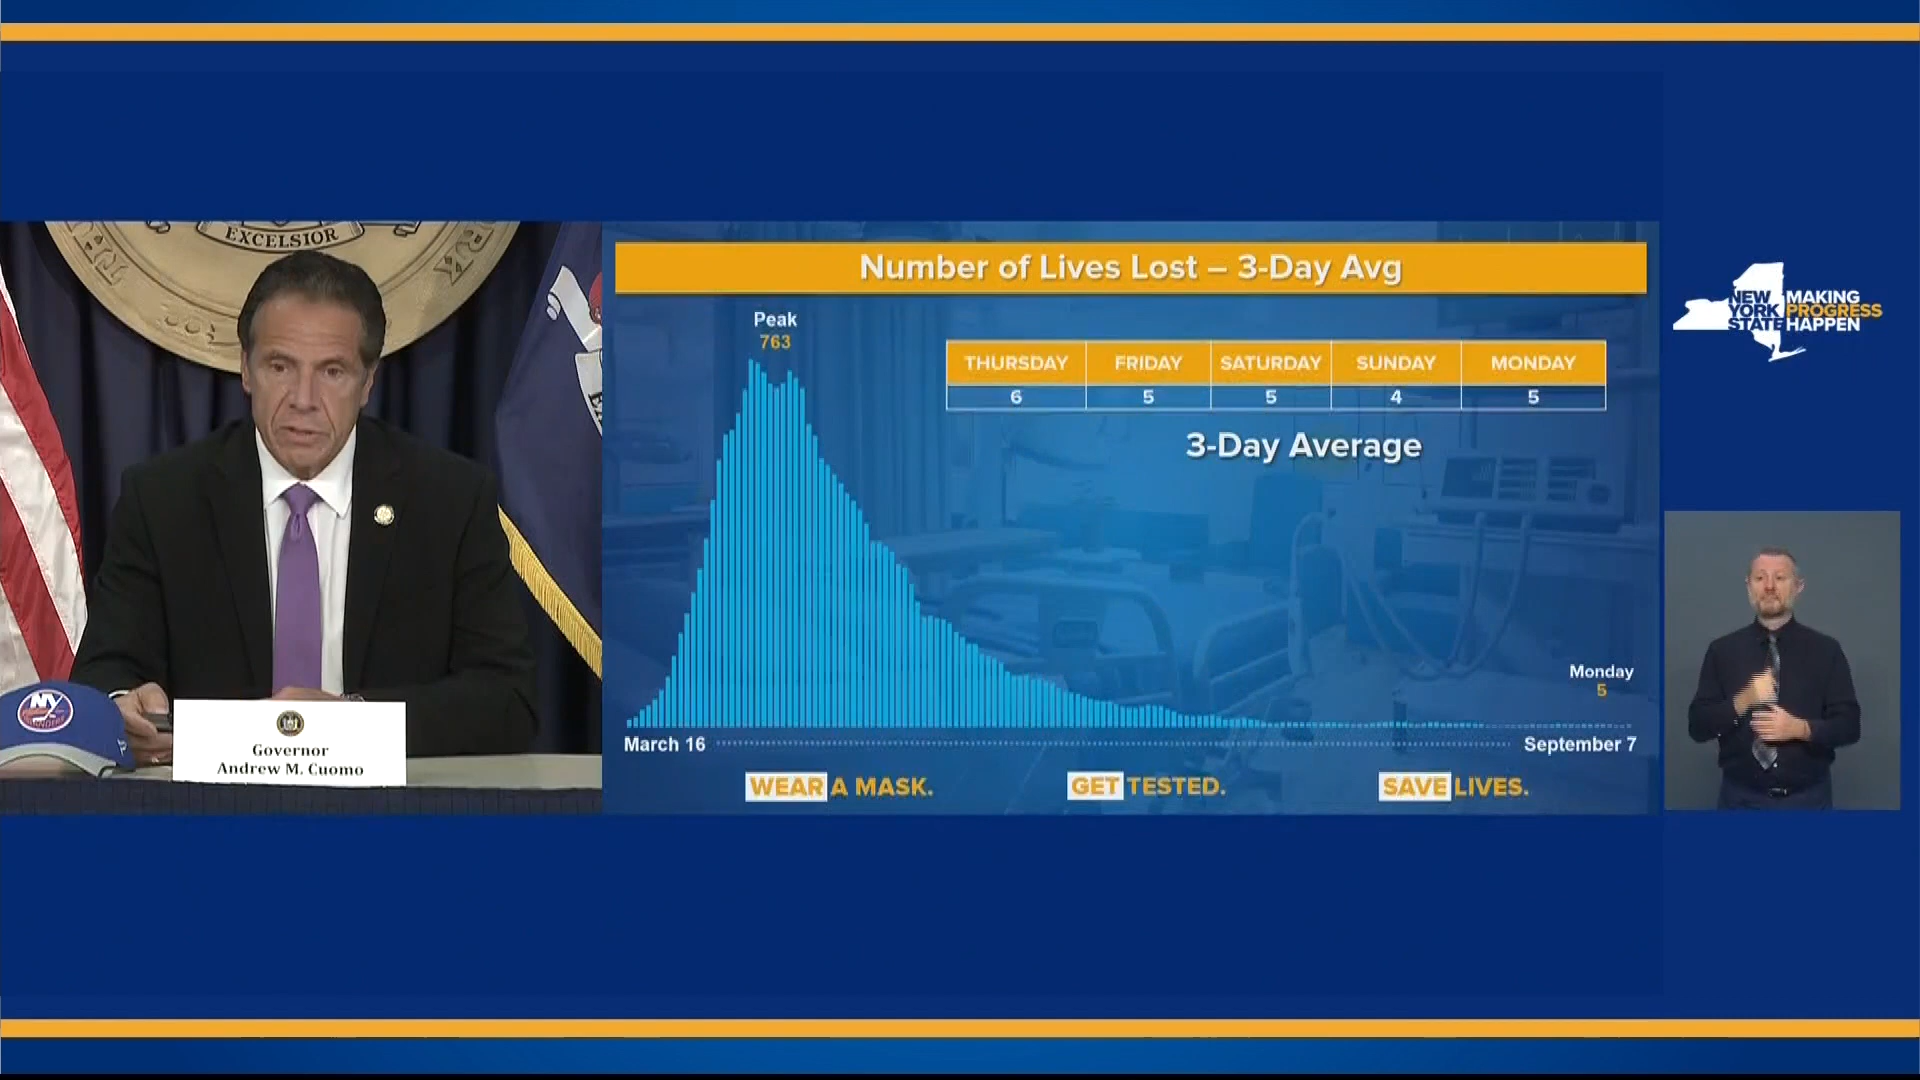 EXCELSIOR
Governor
Andrew M. Cuomo
NY
Number of Lives Lost – 3-Day Avg
Peak
763
THURSDAY FRIDAY SATURDAY SUNDAY MONDAY
6 5 5 4 5
3-Day Average
Monday
5
March 16 September 7
WEAR A MASK. GET TESTED. SAVE LIVES.
NEW YORK STATE
MAKING PROGRESS HAPPEN